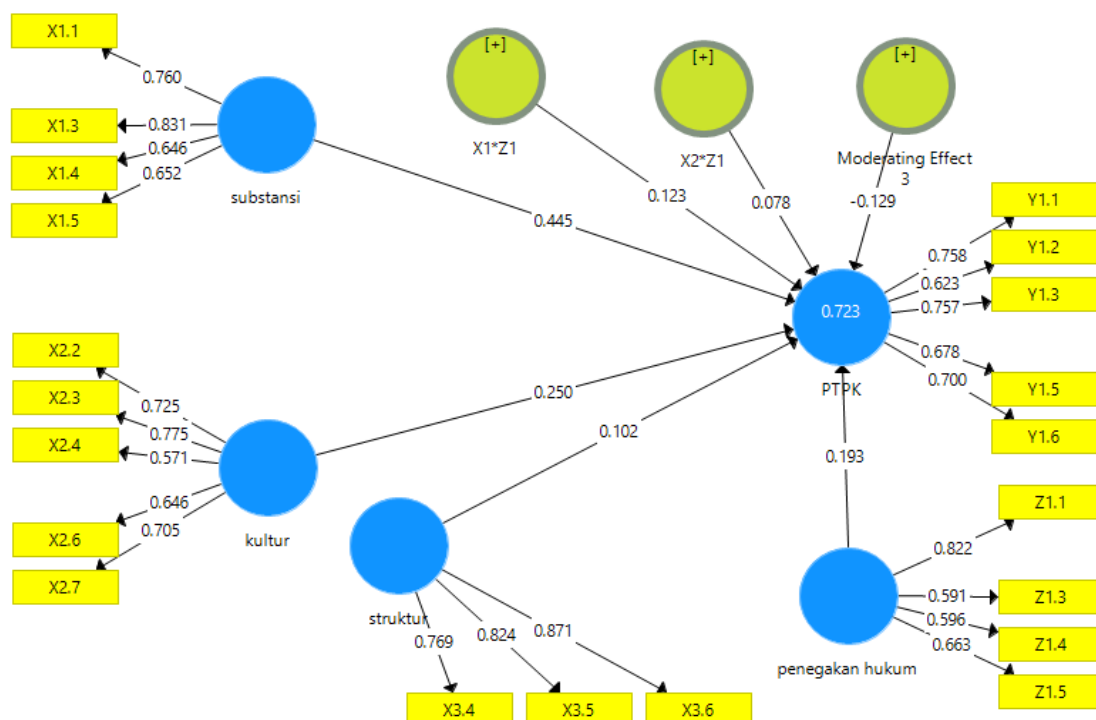 X1.1
0.760
X1.3
0.831
X1.4
0.646
X1.5
0.652
substansi
[+]
X1*Z1
[+]
X2*Z1
[+]
Moderating Effect
3
0.445
0.123
0.078
-0.129
0.723
PTPK
Y1.1
0.758
Y1.2
0.623
Y1.3
0.757
Y1.5
0.678
Y1.6
0.700
X2.2
0.725
X2.3
0.775
X2.4
0.571
X2.6
0.646
X2.7
0.705
kultur
0.250
0.102
0.193
struktur
0.769
0.824
0.871
X3.4
X3.5
X3.6
penegakan hukum
Z1.1
0.822
Z1.3
0.591
Z1.4
0.596
Z1.5
0.663